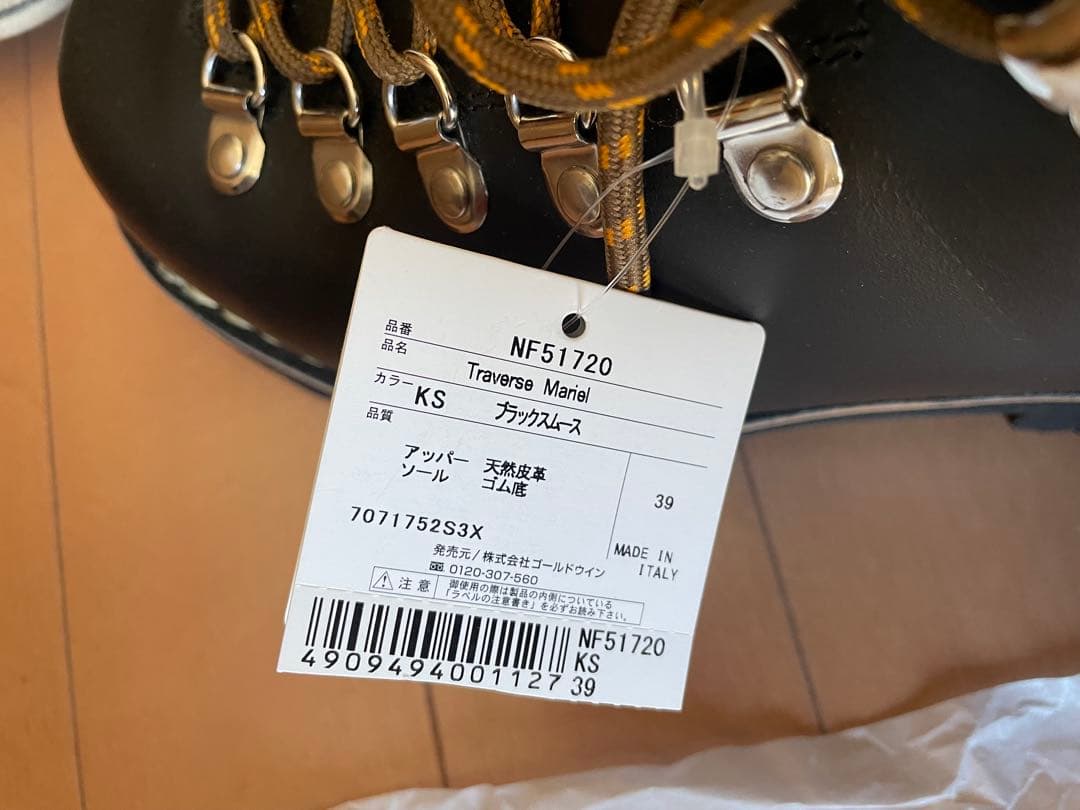 品番 NF51720
品名 Traverse Mariel
カラー KS ブラックスムース
品質
アッパー 天然皮革
ソール ゴム底
39
7071752S3X
MADE IN
ITALY
発売元/株式会社ゴールドウイン
0120-307-560
注意 御使用の際は製品の内側についている
「ラベルの注意書き」を必ずお読み下さい。
NF51720
KS
4909494001127 39